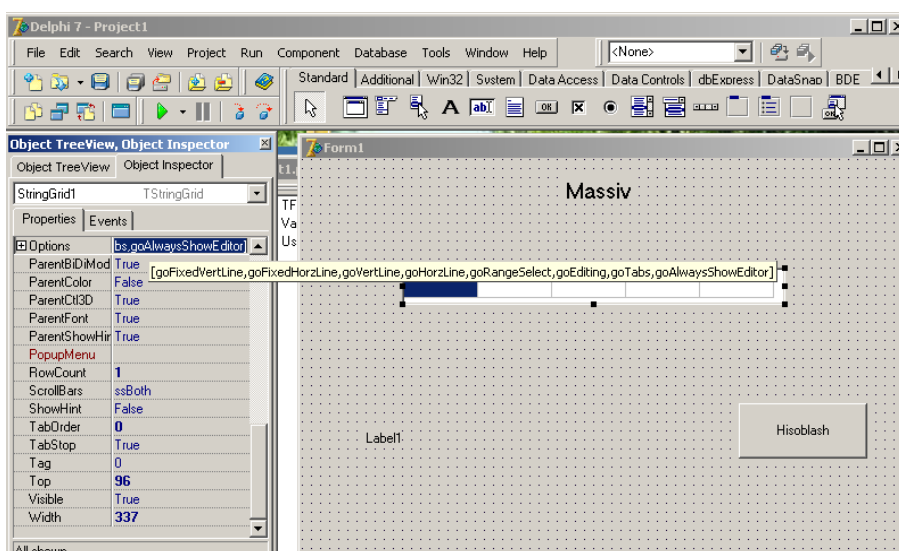 Delphi 7 - Project1
File Edit Search View Project Run Component Database Tools Window Help
<None>
Standard Additional Win32 System Data Access Data Controls dbExpress DataSnap BDE
Object TreeView, Object Inspector
Object TreeView Object Inspector
StringGrid1 TStringGrid
Properties Events
Options bs,goAlwaysShowEditor]
[goFixedVertLine,goFixedHorzLine,goVertLine,goHorzLine,goRangeSelect,goEditing,goTabs,goAlwaysShowEditor]
ParentBiDiMod True
ParentColor False
ParentCtl3D True
ParentFont True
ParentShowHir True
PopupMenu
RowCount 1
ScrollBars ssBoth
ShowHint False
TabOrder 0
TabStop True
Tag 0
Top 96
Visible True
Width 337
All shown
t1.
TF
Va
Us
Form1
Massiv
Label1
Hisoblash